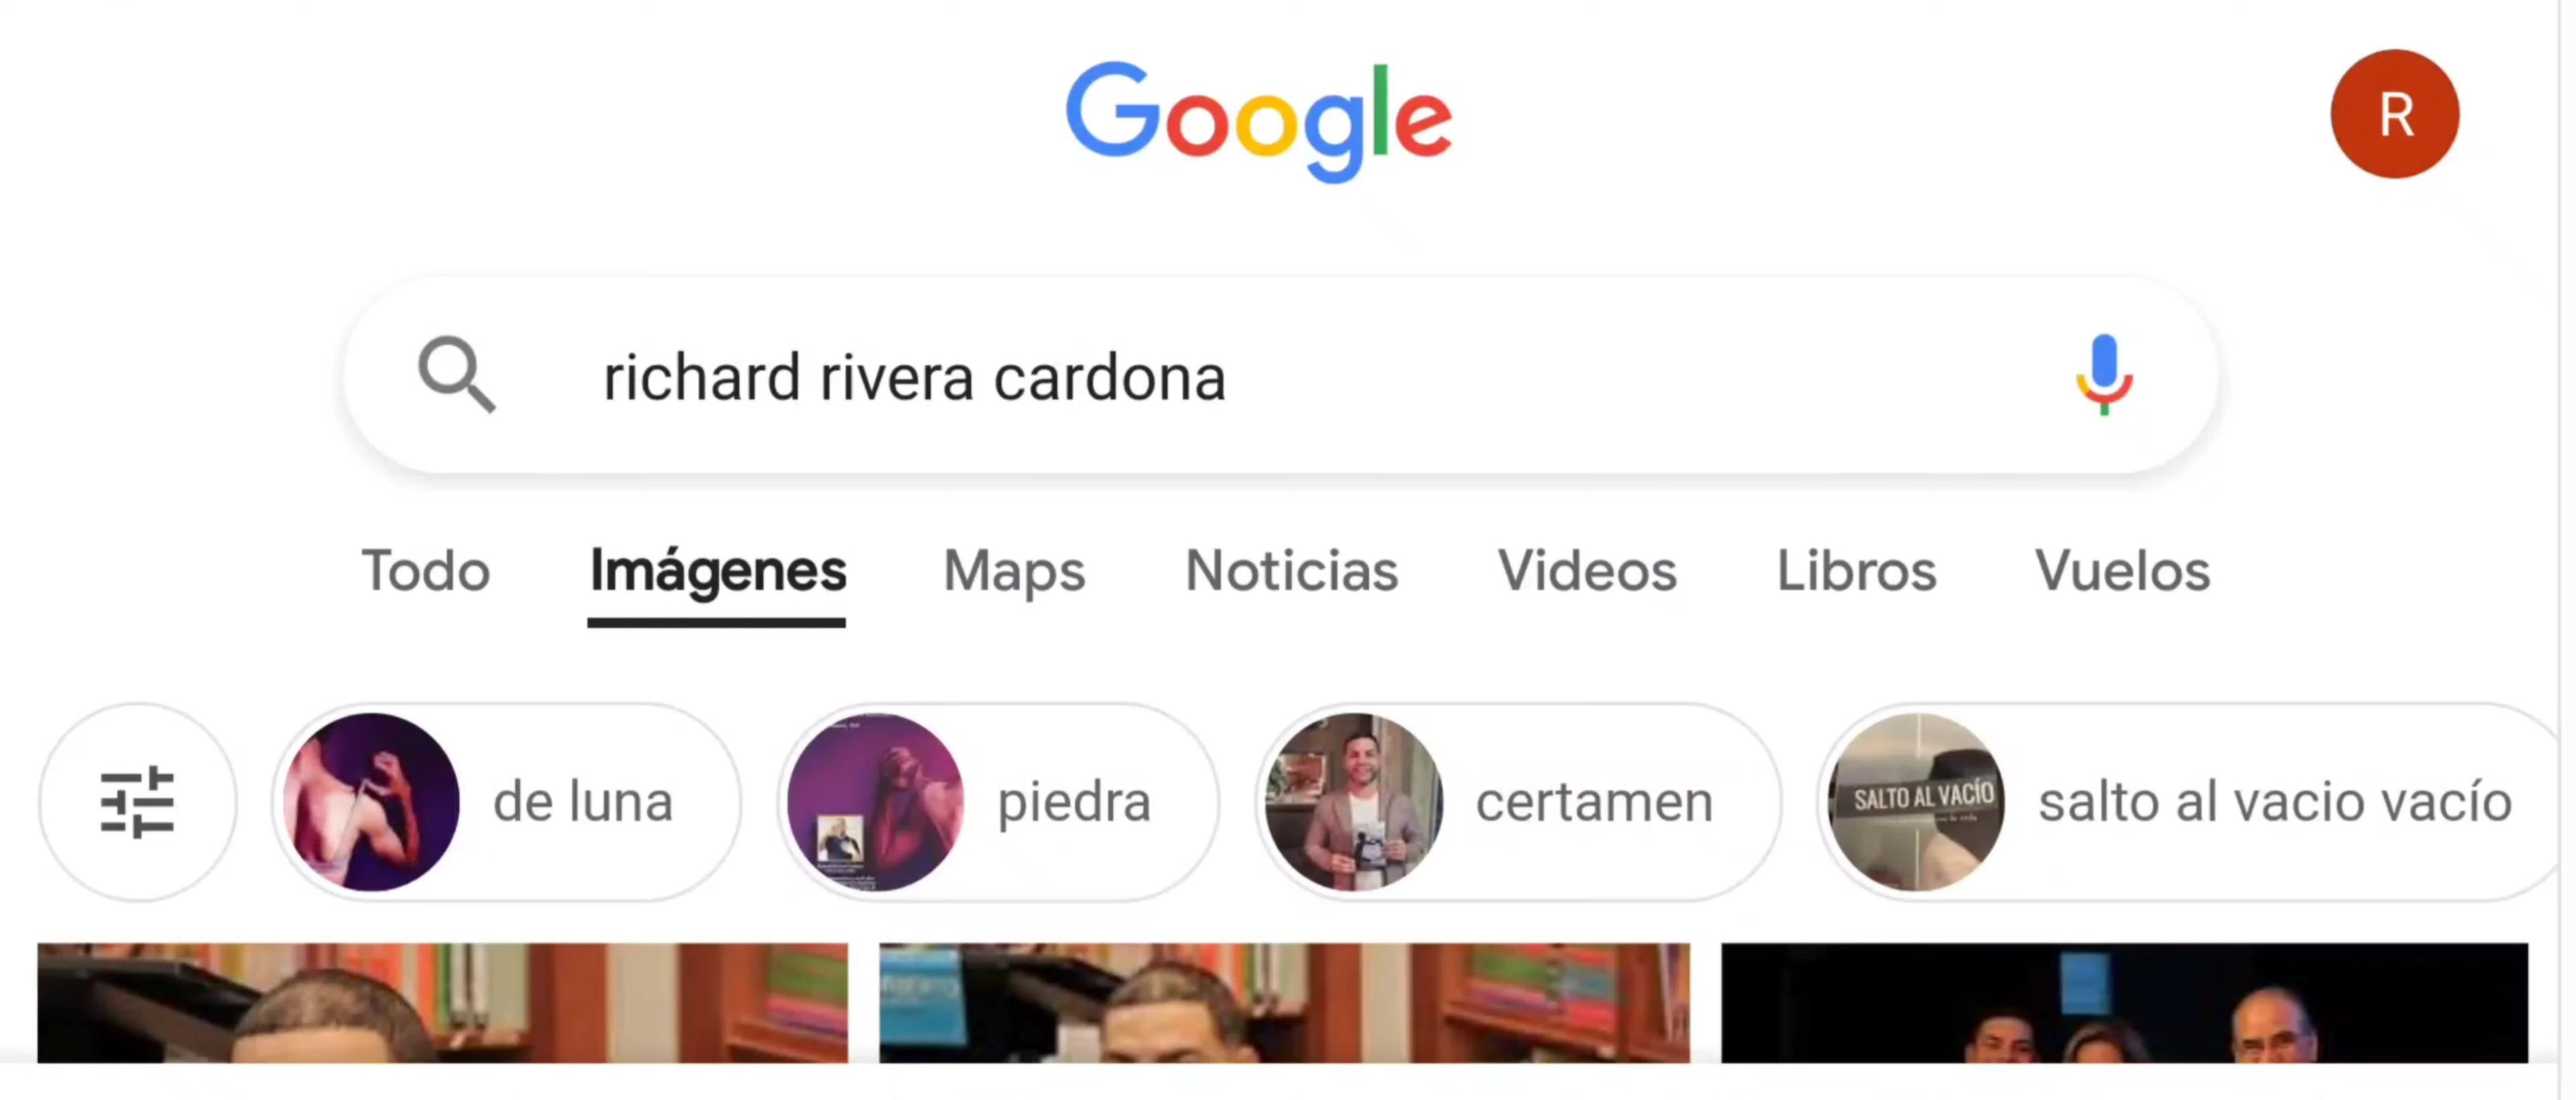 Google
R
richard rivera cardona
Todo Imágenes Maps Noticias Videos Libros Vuelos
de luna piedra certamen salto al vacio vacío
SALTO AL VACÍO